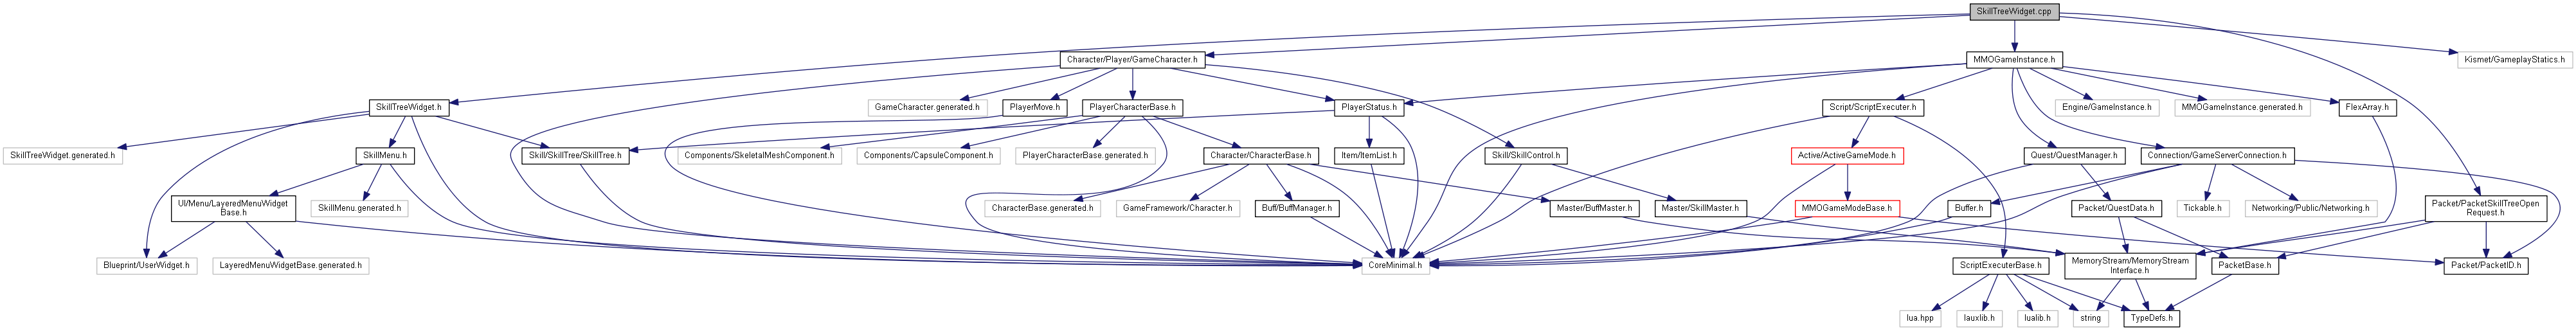 SkillTreeWidget.cpp
Character/Player/GameCharacter.h
MMOGameInstance.h
Kismet/GameplayStatics.h
SkillTreeWidget.h
GameCharacter.generated.h
PlayerMove.h
PlayerCharacterBase.h
PlayerStatus.h
Script/ScriptExecuter.h
Engine/GameInstance.h
MMOGameInstance.generated.h
FlexArray.h
SkillTreeWidget.generated.h
SkillMenu.h
Skill/SkillTree/SkillTree.h
Components/SkeletalMeshComponent.h
Components/CapsuleComponent.h
PlayerCharacterBase.generated.h
Character/CharacterBase.h
Item/ItemList.h
Skill/SkillControl.h
Active/ActiveGameMode.h
Quest/QuestManager.h
Connection/GameServerConnection.h
UI/Menu/LayeredMenuWidget
Base.h
SkillMenu.generated.h
CharacterBase.generated.h
GameFramework/Character.h
Buff/BuffManager.h
Master/BuffMaster.h
Master/SkillMaster.h
MMOGameModeBase.h
Buffer.h
Packet/QuestData.h
Tickable.h
Networking/Public/Networking.h
Packet/PacketSkillTreeOpen
Request.h
Blueprint/UserWidget.h
LayeredMenuWidgetBase.generated.h
CoreMinimal.h
ScriptExecuterBase.h
MemoryStream/MemoryStream
Interface.h
PacketBase.h
Packet/PacketID.h
lua.hpp
lauxlib.h
lualib.h
string
TypeDefs.h